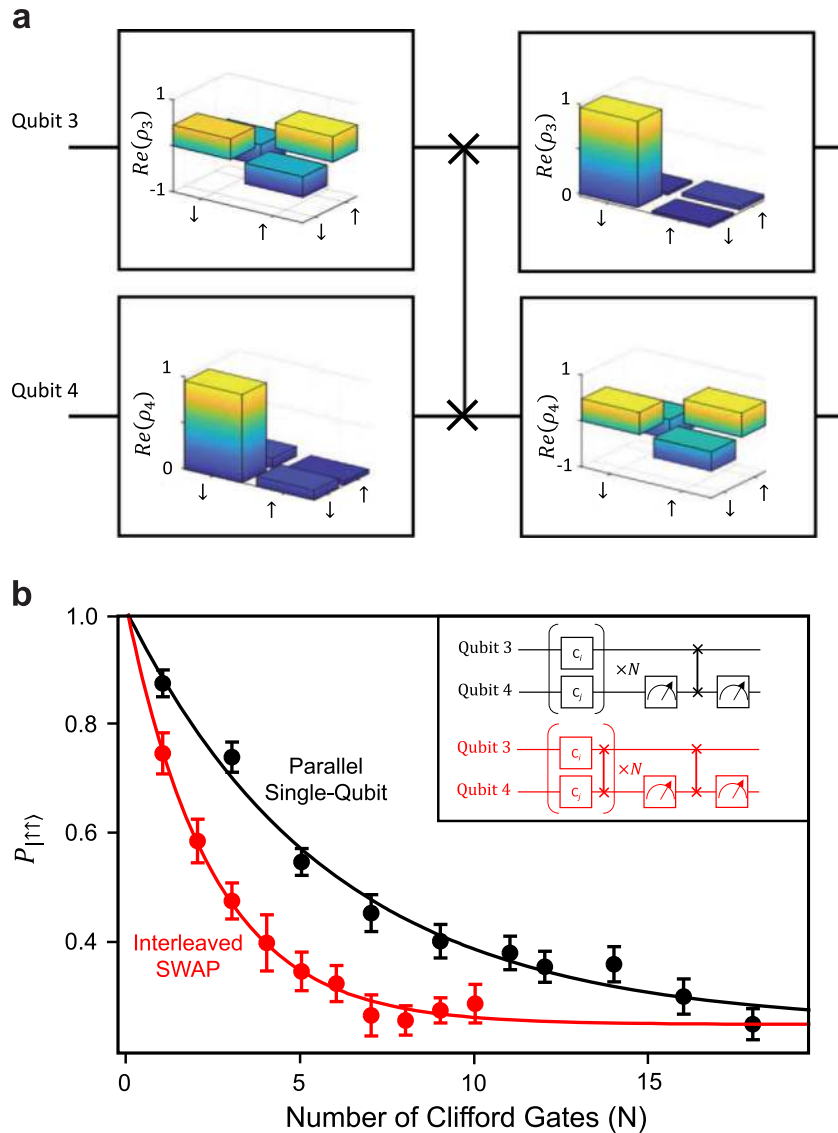 a
Qubit 3
1
Re(ρ₃)
-1
↓
↑
↓
↑
1
Re(ρ₃)
0
↓
↑
↓
↑
Qubit 4
1
Re(ρ₄)
0
↓
↑
↓
↑
1
Re(ρ₄)
-1
↓
↑
↓
↑
b
1.0
0.8
0.6
0.4
P|↑↑⟩
Parallel
Single-Qubit
Interleaved
SWAP
Qubit 3
Cᵢ
×N
Qubit 4
Cⱼ
Qubit 3
Cᵢ
×N
Qubit 4
Cⱼ
0
5
10
15
Number of Clifford Gates (N)